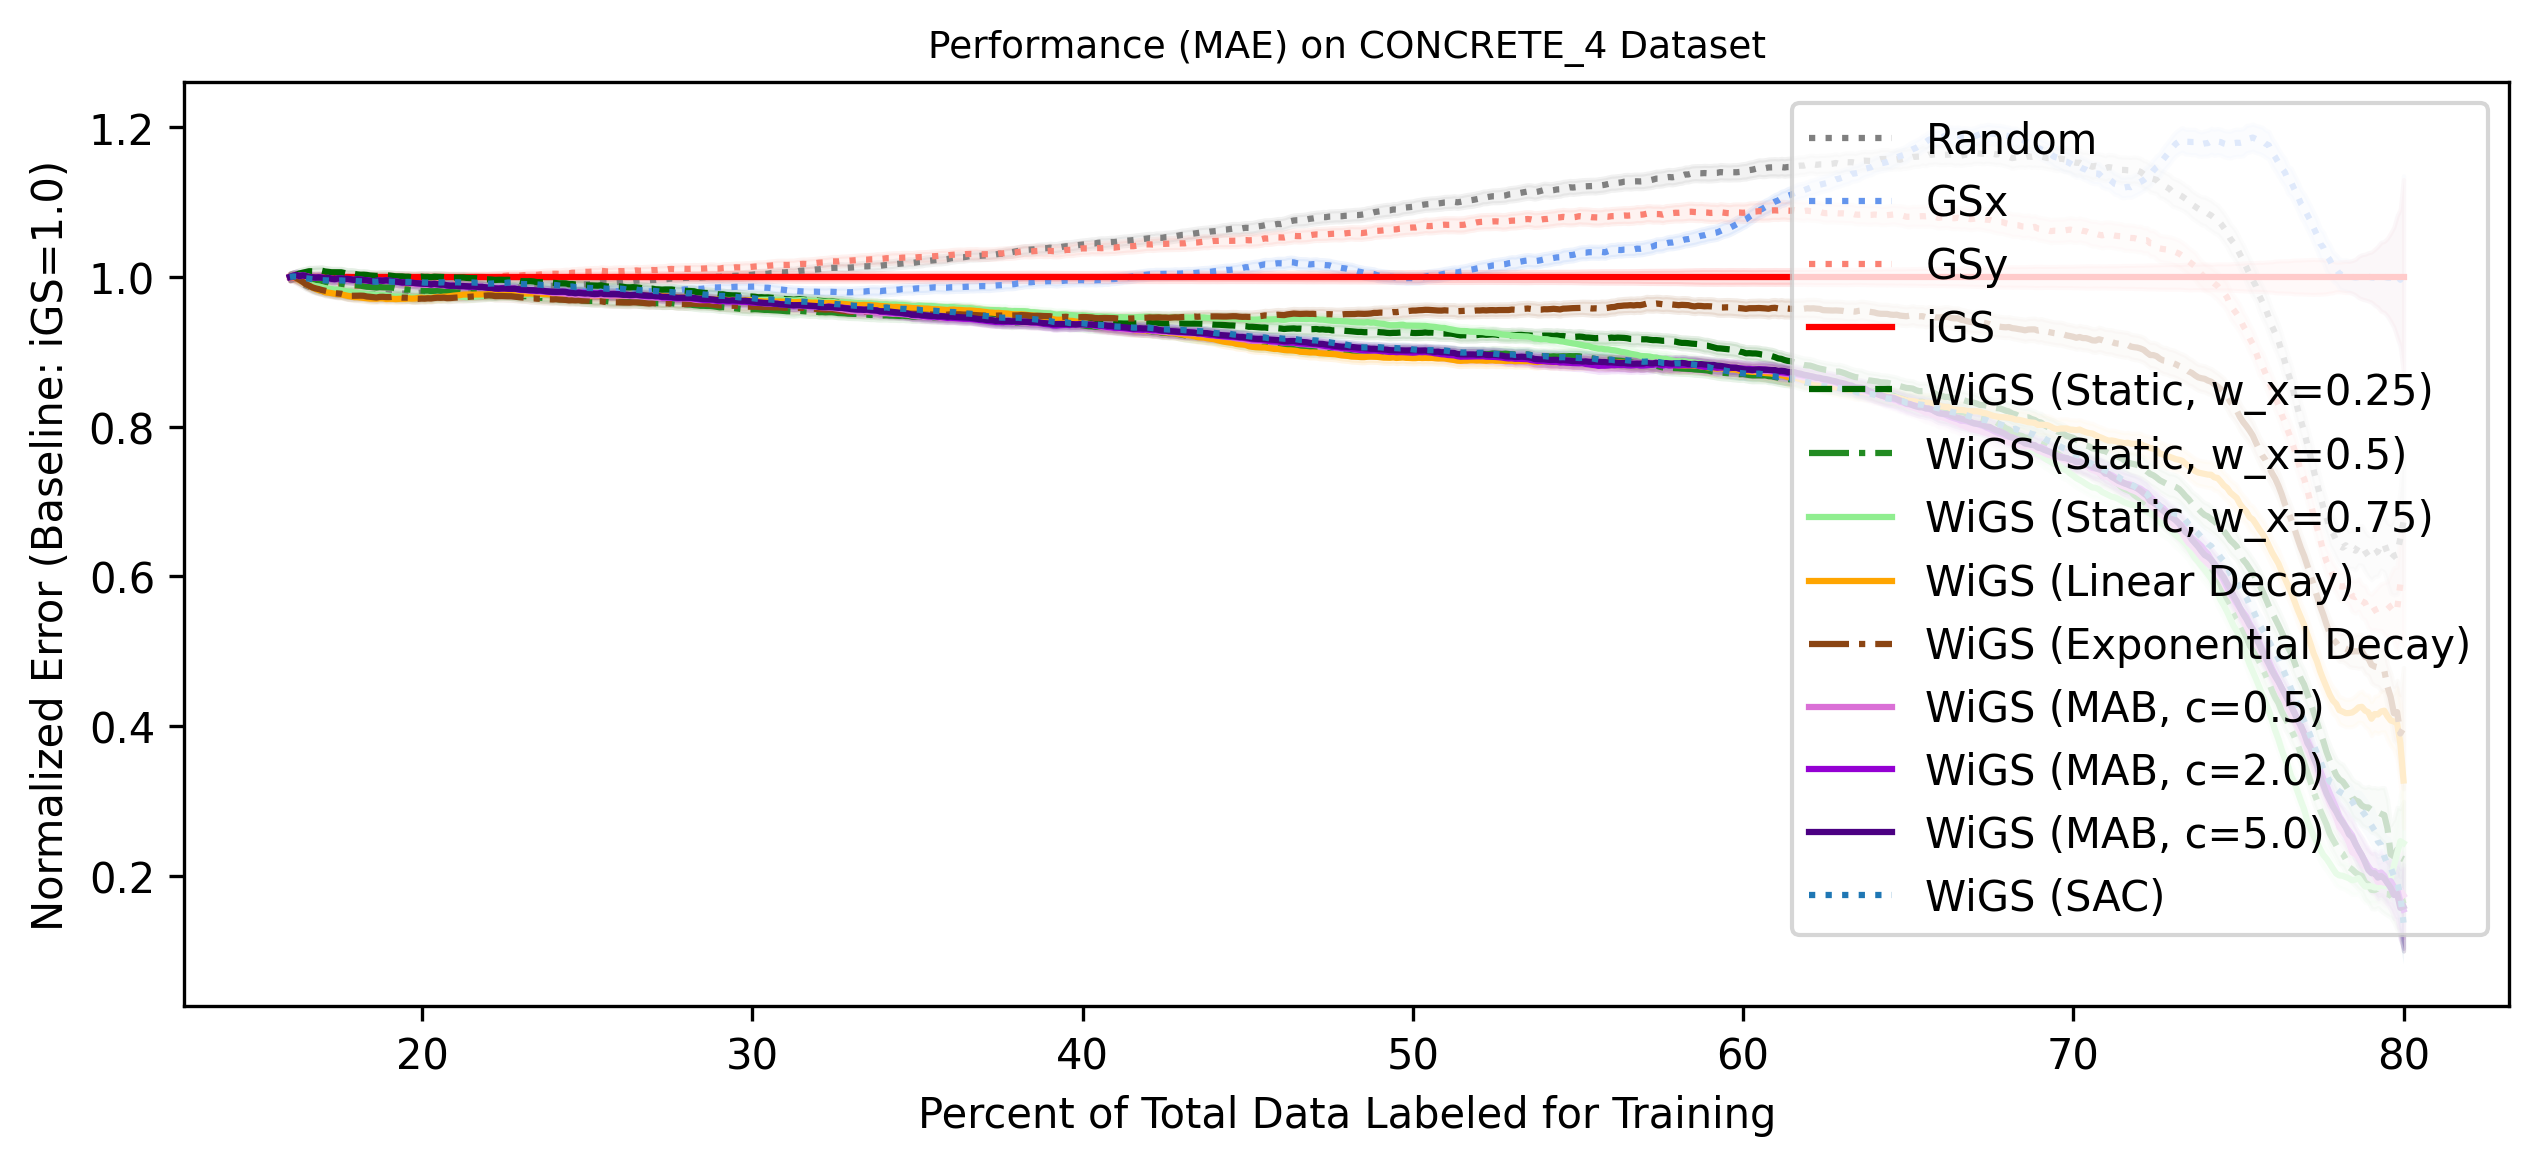 Performance (MAE) on CONCRETE_4 Dataset
Normalized Error (Baseline: iGS=1.0)
1.2
1.0
0.8
0.6
0.4
0.2
Random
GSx
GSy
iGS
WiGS (Static, w_x=0.25)
WiGS (Static, w_x=0.5)
WiGS (Static, w_x=0.75)
WiGS (Linear Decay)
WiGS (Exponential Decay)
WiGS (MAB, c=0.5)
WiGS (MAB, c=2.0)
WiGS (MAB, c=5.0)
WiGS (SAC)
20 30 40 50 60 70 80
Percent of Total Data Labeled for Training